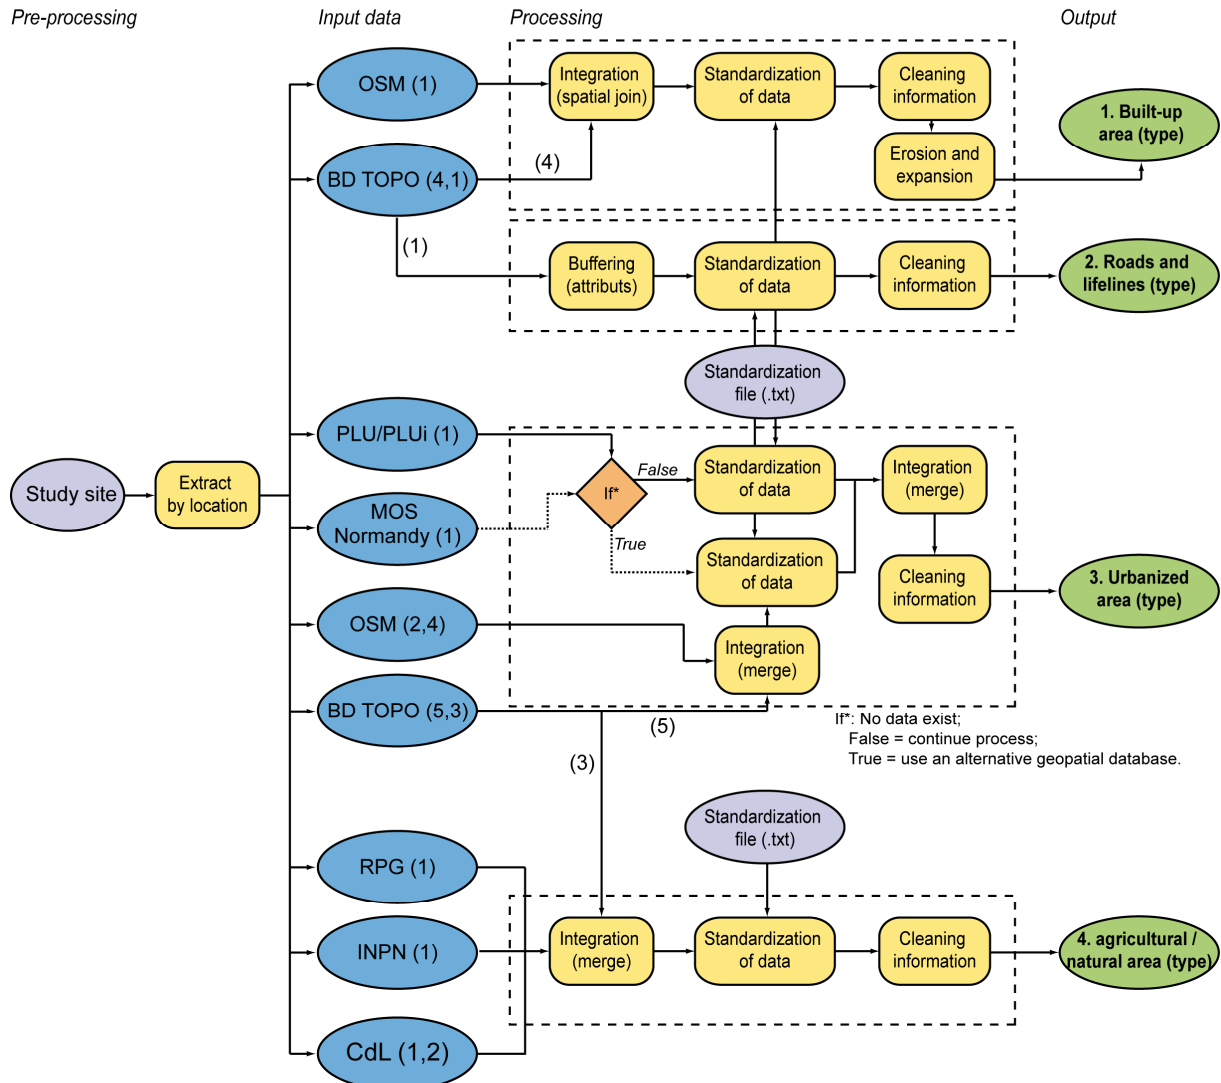 Pre-processing
Input data
Processing
Output
OSM (1)
Integration
(spatial join)
Standardization
of data
Cleaning
information
1. Built-up
area (type)
BD TOPO (4,1)
(4)
Erosion and
expansion
(1)
Buffering
(attributs)
Standardization
of data
Cleaning
information
2. Roads and
lifelines (type)
Standardization
file (.txt)
PLU/PLUi (1)
If*
False
True
Standardization
of data
Integration
(merge)
Study site
Extract
by location
MOS
Normandy (1)
Standardization
of data
Cleaning
information
3. Urbanized
area (type)
OSM (2,4)
Integration
(merge)
BD TOPO (5,3)
(5)
(3)
If*: No data exist;
False = continue process;
True = use an alternative geopatial database.
Standardization
file (.txt)
RPG (1)
INPN (1)
Integration
(merge)
Standardization
of data
Cleaning
information
4. agricultural /
natural area (type)
CdL (1,2)